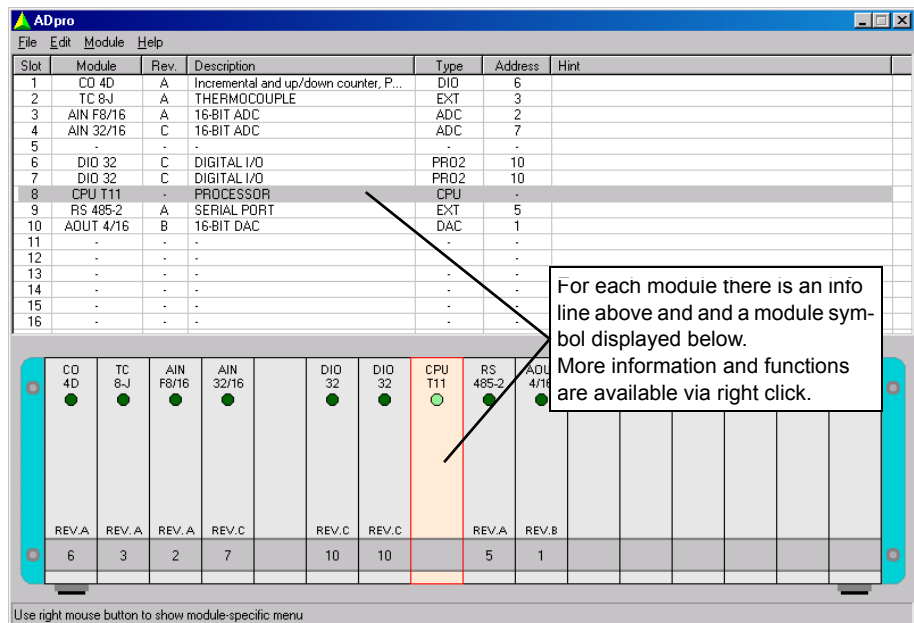 ADpro
File Edit Module Help
Slot Module Rev. Description Type Address Hint
1 CO 4D A Incremental and up/down counter, P... DIO 6
2 TC 8-J A THERMOCOUPLE EXT 3
3 AIN F8/16 A 16-BIT ADC ADC 2
4 AIN 32/16 C 16-BIT ADC ADC 7
5 - - - - -
6 DIO 32 C DIGITAL I/O PRO2 10
7 DIO 32 C DIGITAL I/O PRO2 10
8 CPU T11 - PROCESSOR CPU -
9 RS 485-2 A SERIAL PORT EXT 5
10 AOUT 4/16 B 16-BIT DAC DAC 1
11 - - - - -
12 - - - - -
13 - - - - -
14 - - - - -
15 - - - - -
16 - - - - -
For each module there is an info
line above and and a module sym-
bol displayed below.
More information and functions
are available via right click.
CO TC AIN AIN DIO DIO CPU RS
4D 8-J F8/16 32/16 32 32 T11 485-2
REV.A REV.A REV.A REV.C REV.C REV.C REV.A REV.B
6 3 2 7 10 10 5 1
Use right mouse button to show module-specific menu